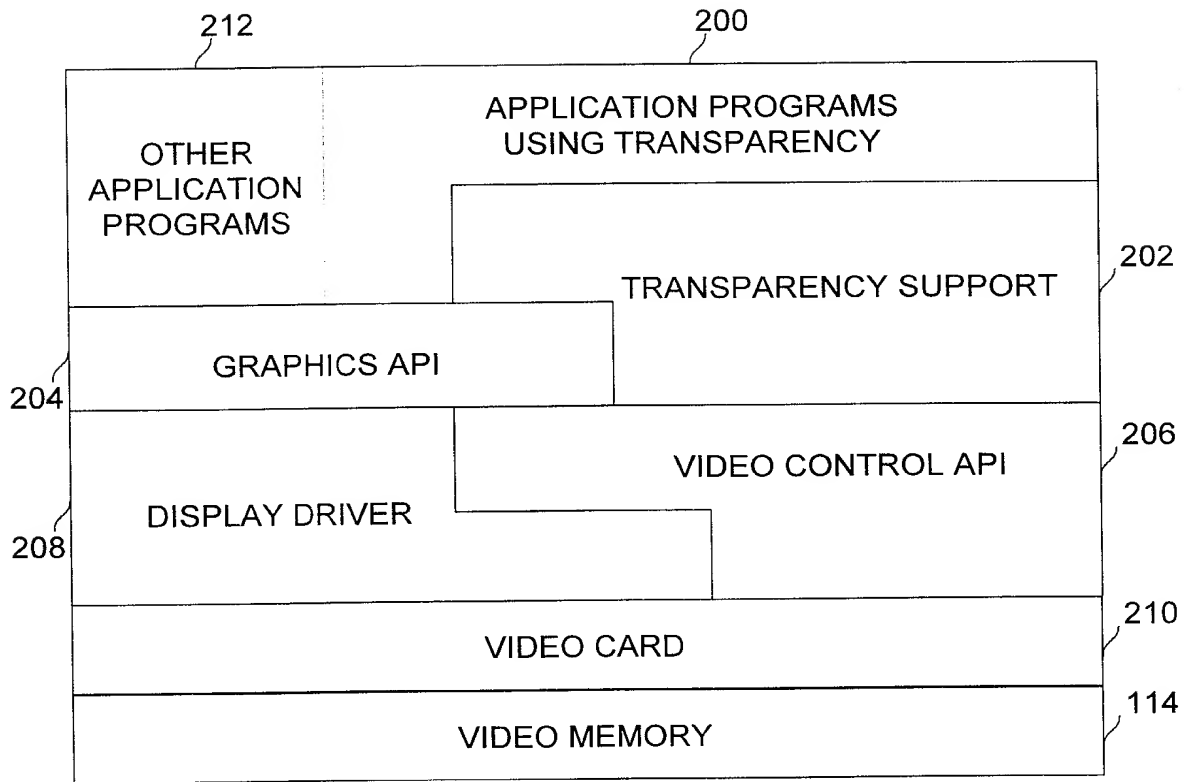 212
200
OTHER
APPLICATION
PROGRAMS
APPLICATION PROGRAMS
USING TRANSPARENCY
202
TRANSPARENCY SUPPORT
GRAPHICS API
204
206
VIDEO CONTROL API
DISPLAY DRIVER
208
210
VIDEO CARD
114
VIDEO MEMORY